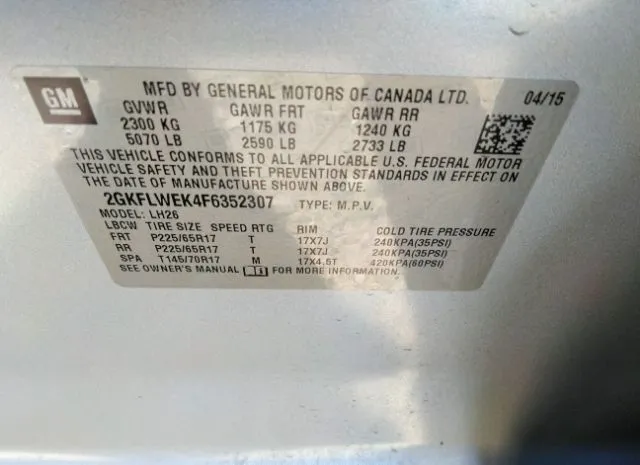 GM
MFD BY GENERAL MOTORS OF CANADA LTD. 04/15
GVWR GAWR FRT GAWR RR
2300 KG 1175 KG 1240 KG
5070 LB 2590 LB 2733 LB
THIS VEHICLE CONFORMS TO ALL APPLICABLE U.S. FEDERAL MOTOR
VEHICLE SAFETY AND THEFT PREVENTION STANDARDS IN EFFECT ON
THE DATE OF MANUFACTURE SHOWN ABOVE.
2GKFLWEK4F6352307 TYPE: M.P.V.
MODEL: LH26
LBCW TIRE SIZE SPEED RTG RIM COLD TIRE PRESSURE
FRT P225/65R17 T 17X7J 240KPA(35PSI)
RR P225/65R17 T 17X7J 240KPA(35PSI)
SPA T145/70R17 M 17X4.5T 420KPA(60PSI)
SEE OWNER'S MANUAL FOR MORE INFORMATION.